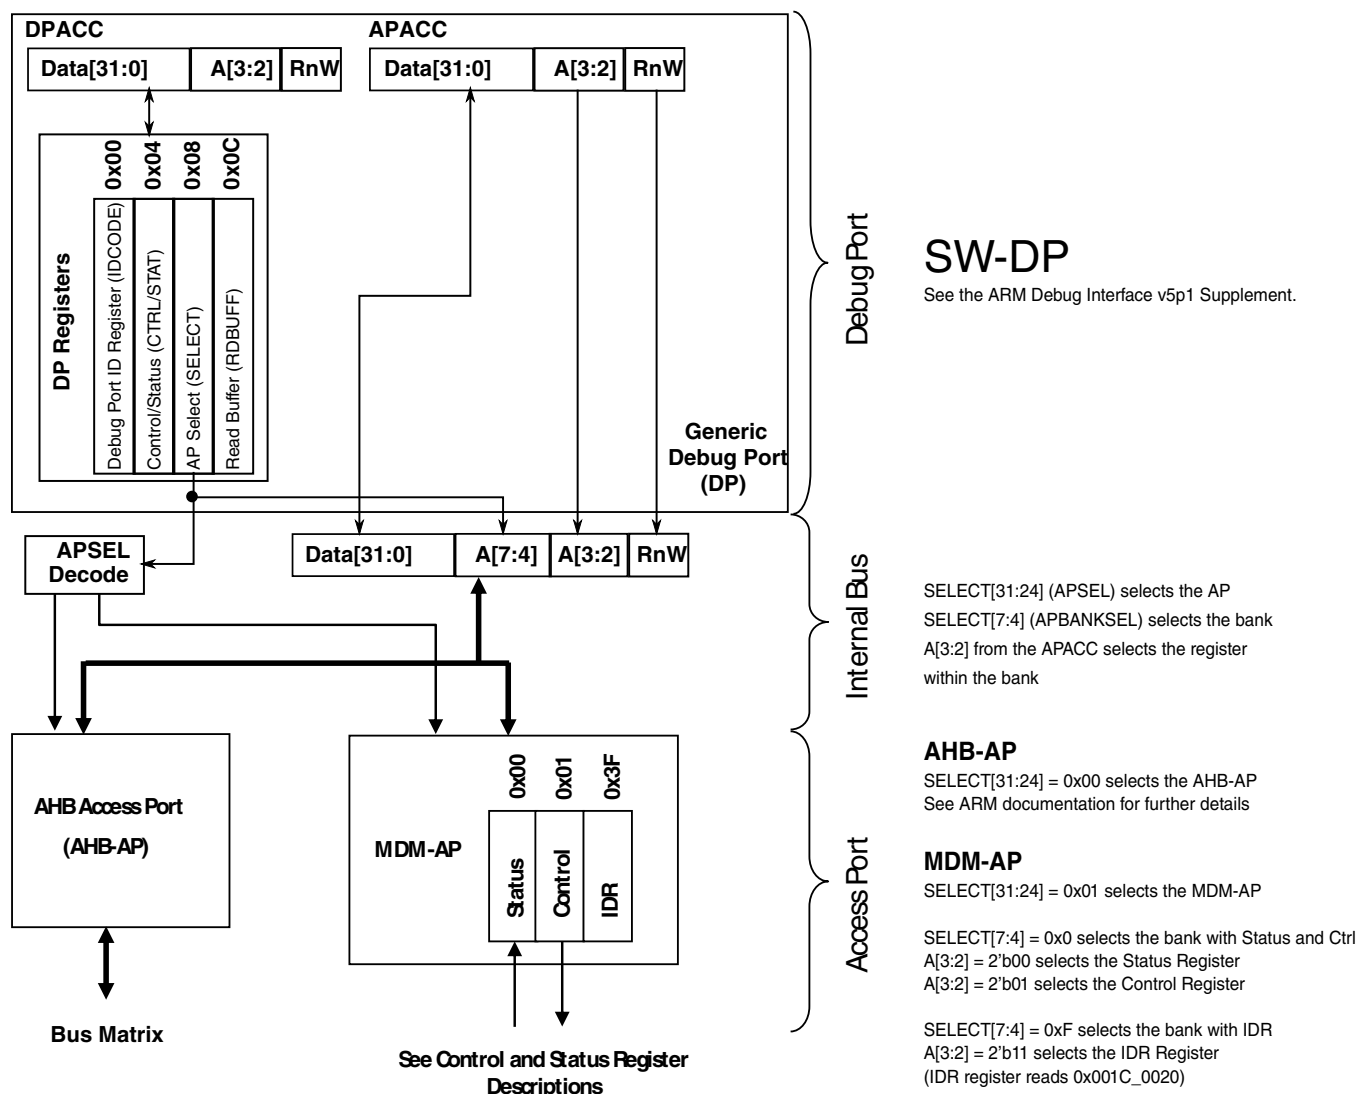 DPACC
APACC
Data[31:0] A[3:2] RnW
Data[31:0] A[3:2] RnW
DP Registers
0x00
0x04
0x08
0x0C
Debug Port ID Register (IDCODE)
Control/Status (CTRL/STAT)
AP Select (SELECT)
Read Buffer (RDBUFF)
Generic
Debug Port
(DP)
Debug Port
SW-DP
See the ARM Debug Interface v5p1 Supplement.
APSEL
Decode
Data[31:0] A[7:4] A[3:2] RnW
Internal Bus
SELECT[31:24] (APSEL) selects the AP
SELECT[7:4] (APBANKSEL) selects the bank
A[3:2] from the APACC selects the register
within the bank
AHB Access Port
(AHB-AP)
Bus Matrix
MDM-AP
0x00
0x01
0x3F
Status
Control
IDR
See Control and Status Register
Descriptions
Access Port
AHB-AP
SELECT[31:24] = 0x00 selects the AHB-AP
See ARM documentation for further details
MDM-AP
SELECT[31:24] = 0x01 selects the MDM-AP
SELECT[7:4] = 0x0 selects the bank with Status and Ctrl
A[3:2] = 2'b00 selects the Status Register
A[3:2] = 2'b01 selects the Control Register
SELECT[7:4] = 0xF selects the bank with IDR
A[3:2] = 2'b11 selects the IDR Register
(IDR register reads 0x001C_0020)